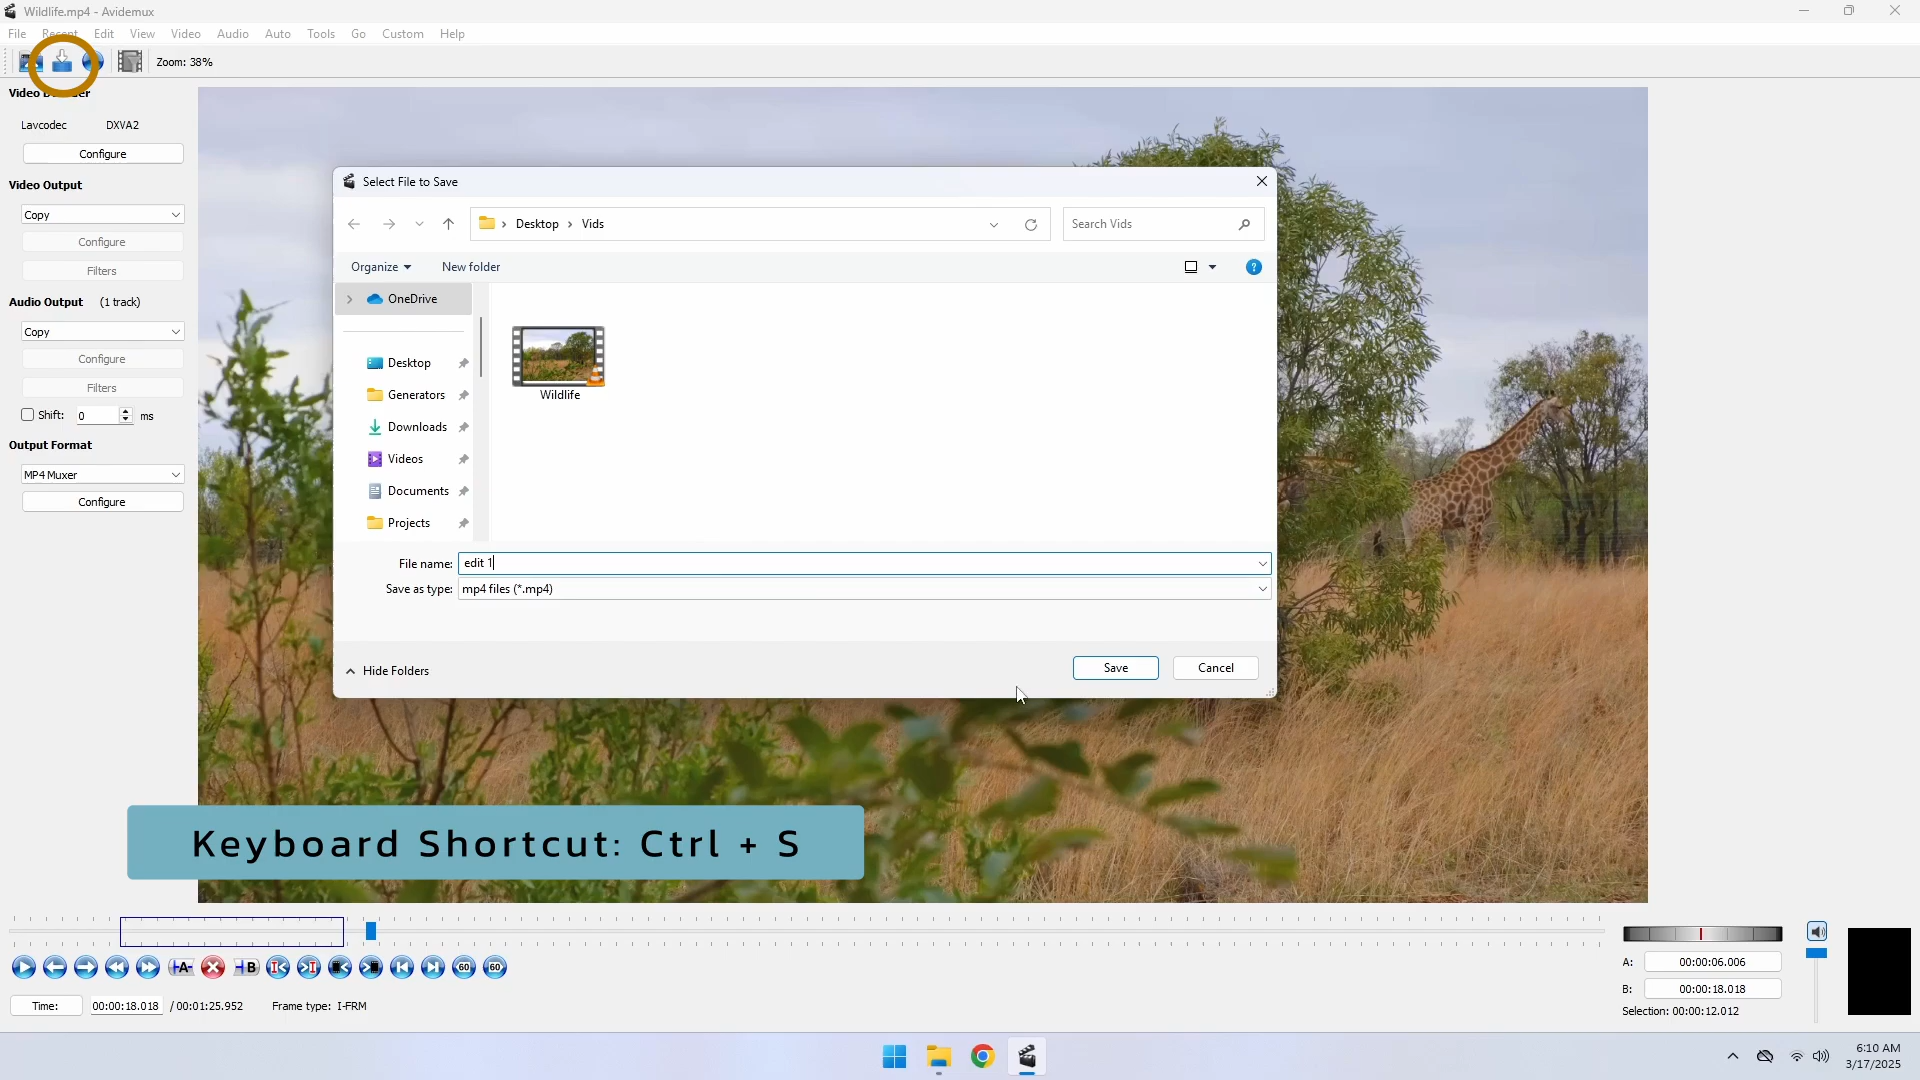 Wildlife.mp4 - Avidemux
File Recent Edit View Video Audio Auto Tools Go Custom Help
Zoom: 38%
Video Decoder
Lavcodec DXVA2
Configure
Video Output
Copy
Configure
Filters
Audio Output (1 track)
Copy
Configure
Filters
Shift: 0 ms
Output Format
MP4 Muxer
Configure
Select File to Save
Desktop > Vids
Search Vids
Organize New folder
OneDrive
Desktop
Generators
Downloads
Videos
Documents
Projects
Wildlife
File name: edit 1
Save as type: mp4 files (*.mp4)
Hide Folders
Save Cancel
Keyboard Shortcut: Ctrl + S
A B 60 60
A: 00:00:06.006
B: 00:00:18.018
Selection: 00:00:12.012
Time: 00:00:18.018 / 00:01:25.952 Frame type: I-FRM
6:10 AM
3/17/2025